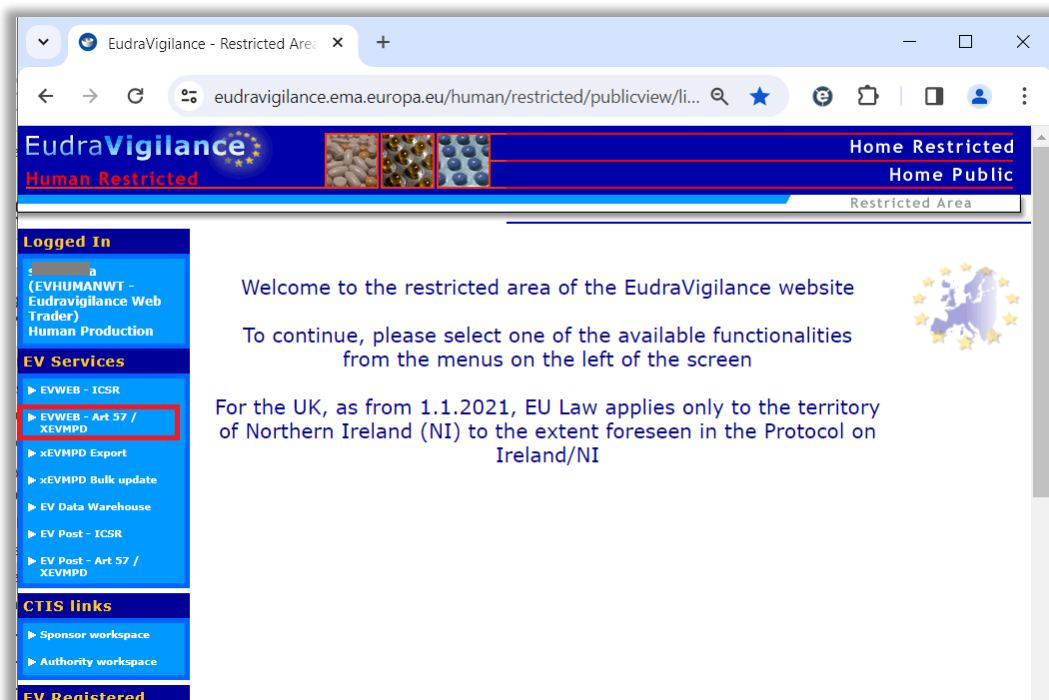 EudraVigilance - Restricted Area
eudravigilance.ema.europa.eu/human/restricted/publicview/li...
EudraVigilance
Human Restricted
Home Restricted
Home Public
Restricted Area
Logged In
(EVHUMANWT -
Eudravigilance Web
Trader)
Human Production
EV Services
EVWEB - ICSR
EVWEB - Art 57 /
XEVMPD
xEVMPD Export
xEVMPD Bulk update
EV Data Warehouse
EV Post - ICSR
EV Post - Art 57 /
XEVMPD
CTIS links
Sponsor workspace
Authority workspace
EV Registered
Welcome to the restricted area of the EudraVigilance website
To continue, please select one of the available functionalities
from the menus on the left of the screen
For the UK, as from 1.1.2021, EU Law applies only to the territory
of Northern Ireland (NI) to the extent foreseen in the Protocol on
Ireland/NI